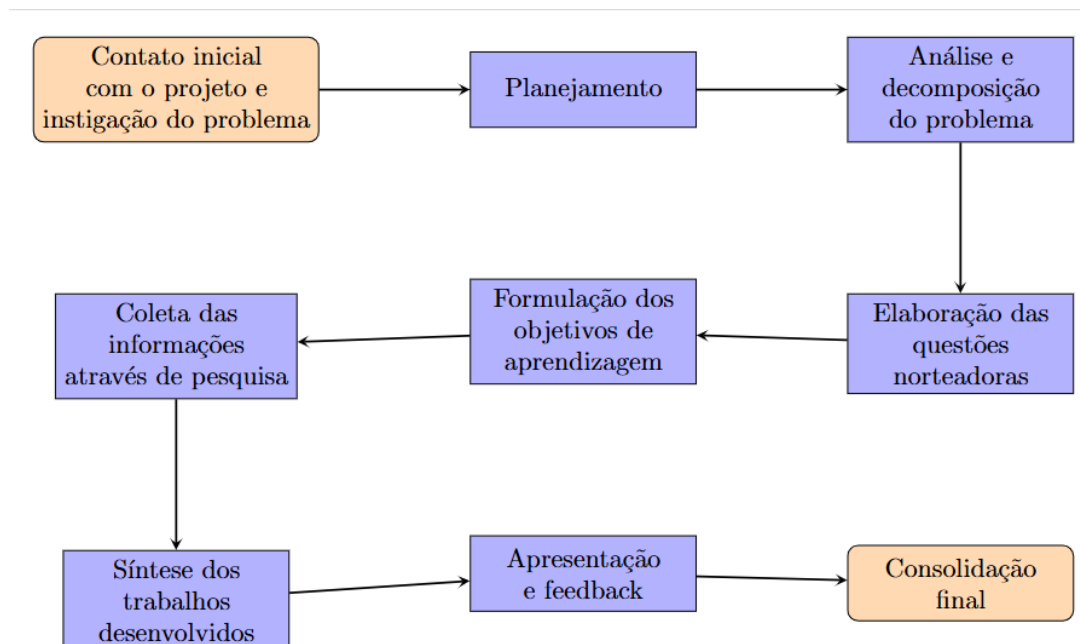 Contato inicial
com o projeto e
instigação do problema
Planejamento
Análise e
decomposição
do problema
Elaboração das
questões
norteadoras
Formulação dos
objetivos de
aprendizagem
Coleta das
informações
através de pesquisa
Síntese dos
trabalhos
desenvolvidos
Apresentação
e feedback
Consolidação
final